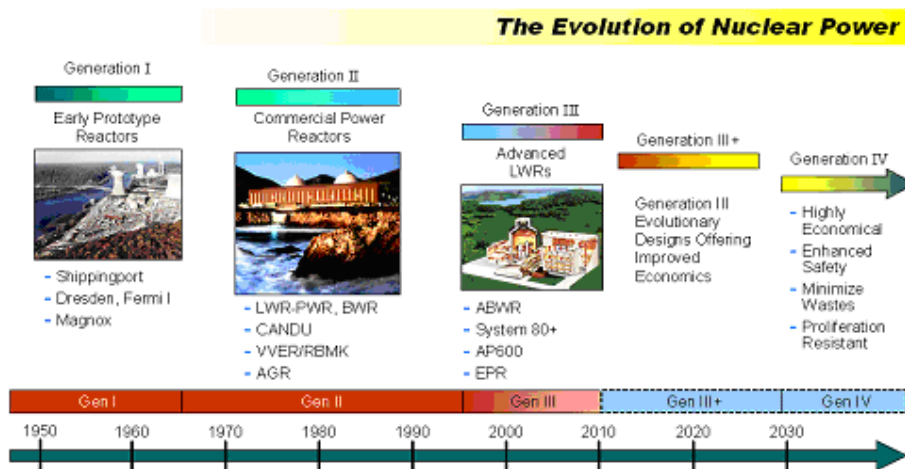 The Evolution of Nuclear Power
Generation I
Early Prototype
Reactors
- Shippingport
- Dresden, Fermi I
- Magnox
Generation II
Commercial Power
Reactors
- LWR-PWR, BWR
- CANDU
- VVER/RBMK
- AGR
Generation III
Advanced
LWRs
- ABWR
- System 80+
- AP600
- EPR
Generation III+
Generation III
Evolutionary
Designs Offering
Improved
Economics
Generation IV
- Highly
Economical
- Enhanced
Safety
- Minimize
Wastes
- Proliferation
Resistant
Gen I
Gen II
Gen III
Gen III+
Gen IV
1950
1960
1970
1980
1990
2000
2010
2020
2030